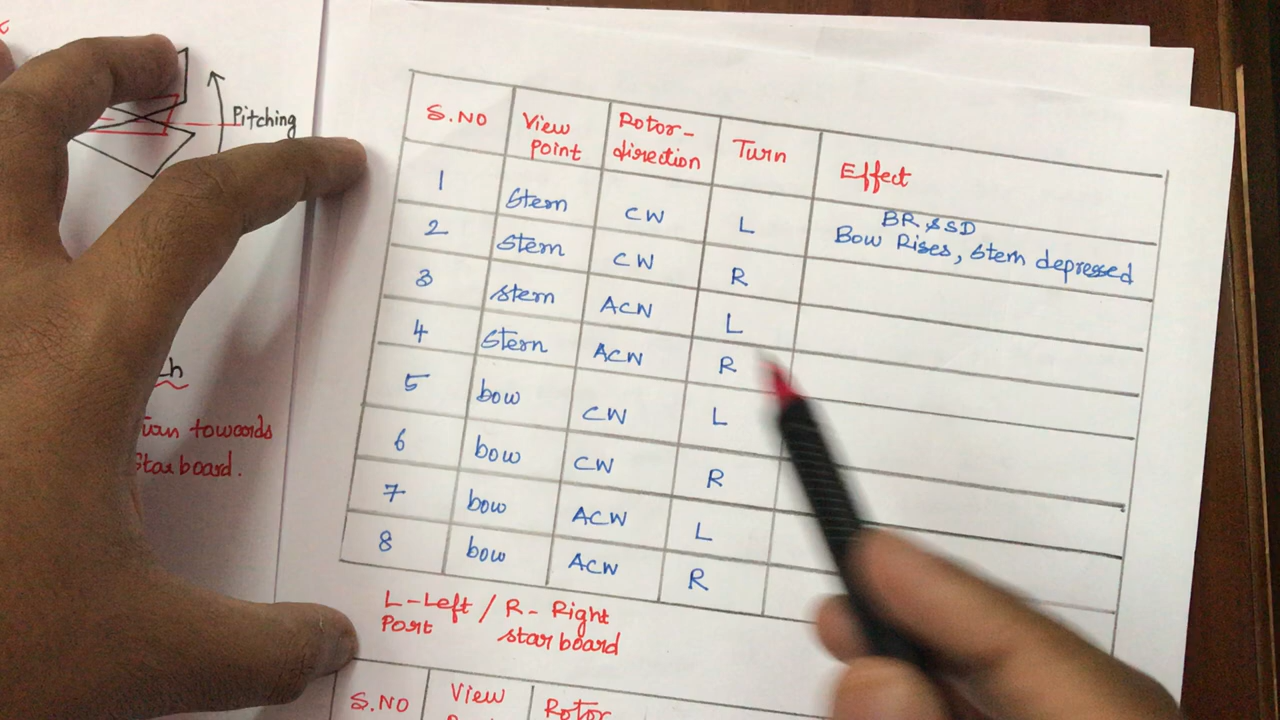 Pitching
S.NO View Point Rotor- direction Turn Effect
1 Stern CW L BR & SD
Bow Rises, Stern depressed
2 Stern CW R
3 Stern ACW L
4 Stern ACW R
5 bow CW L
6 bow CW R
7 bow ACW L
8 bow ACW R
L-Left / R- Right
Port starboard
towards
Starboard.
S.NO View Rotor